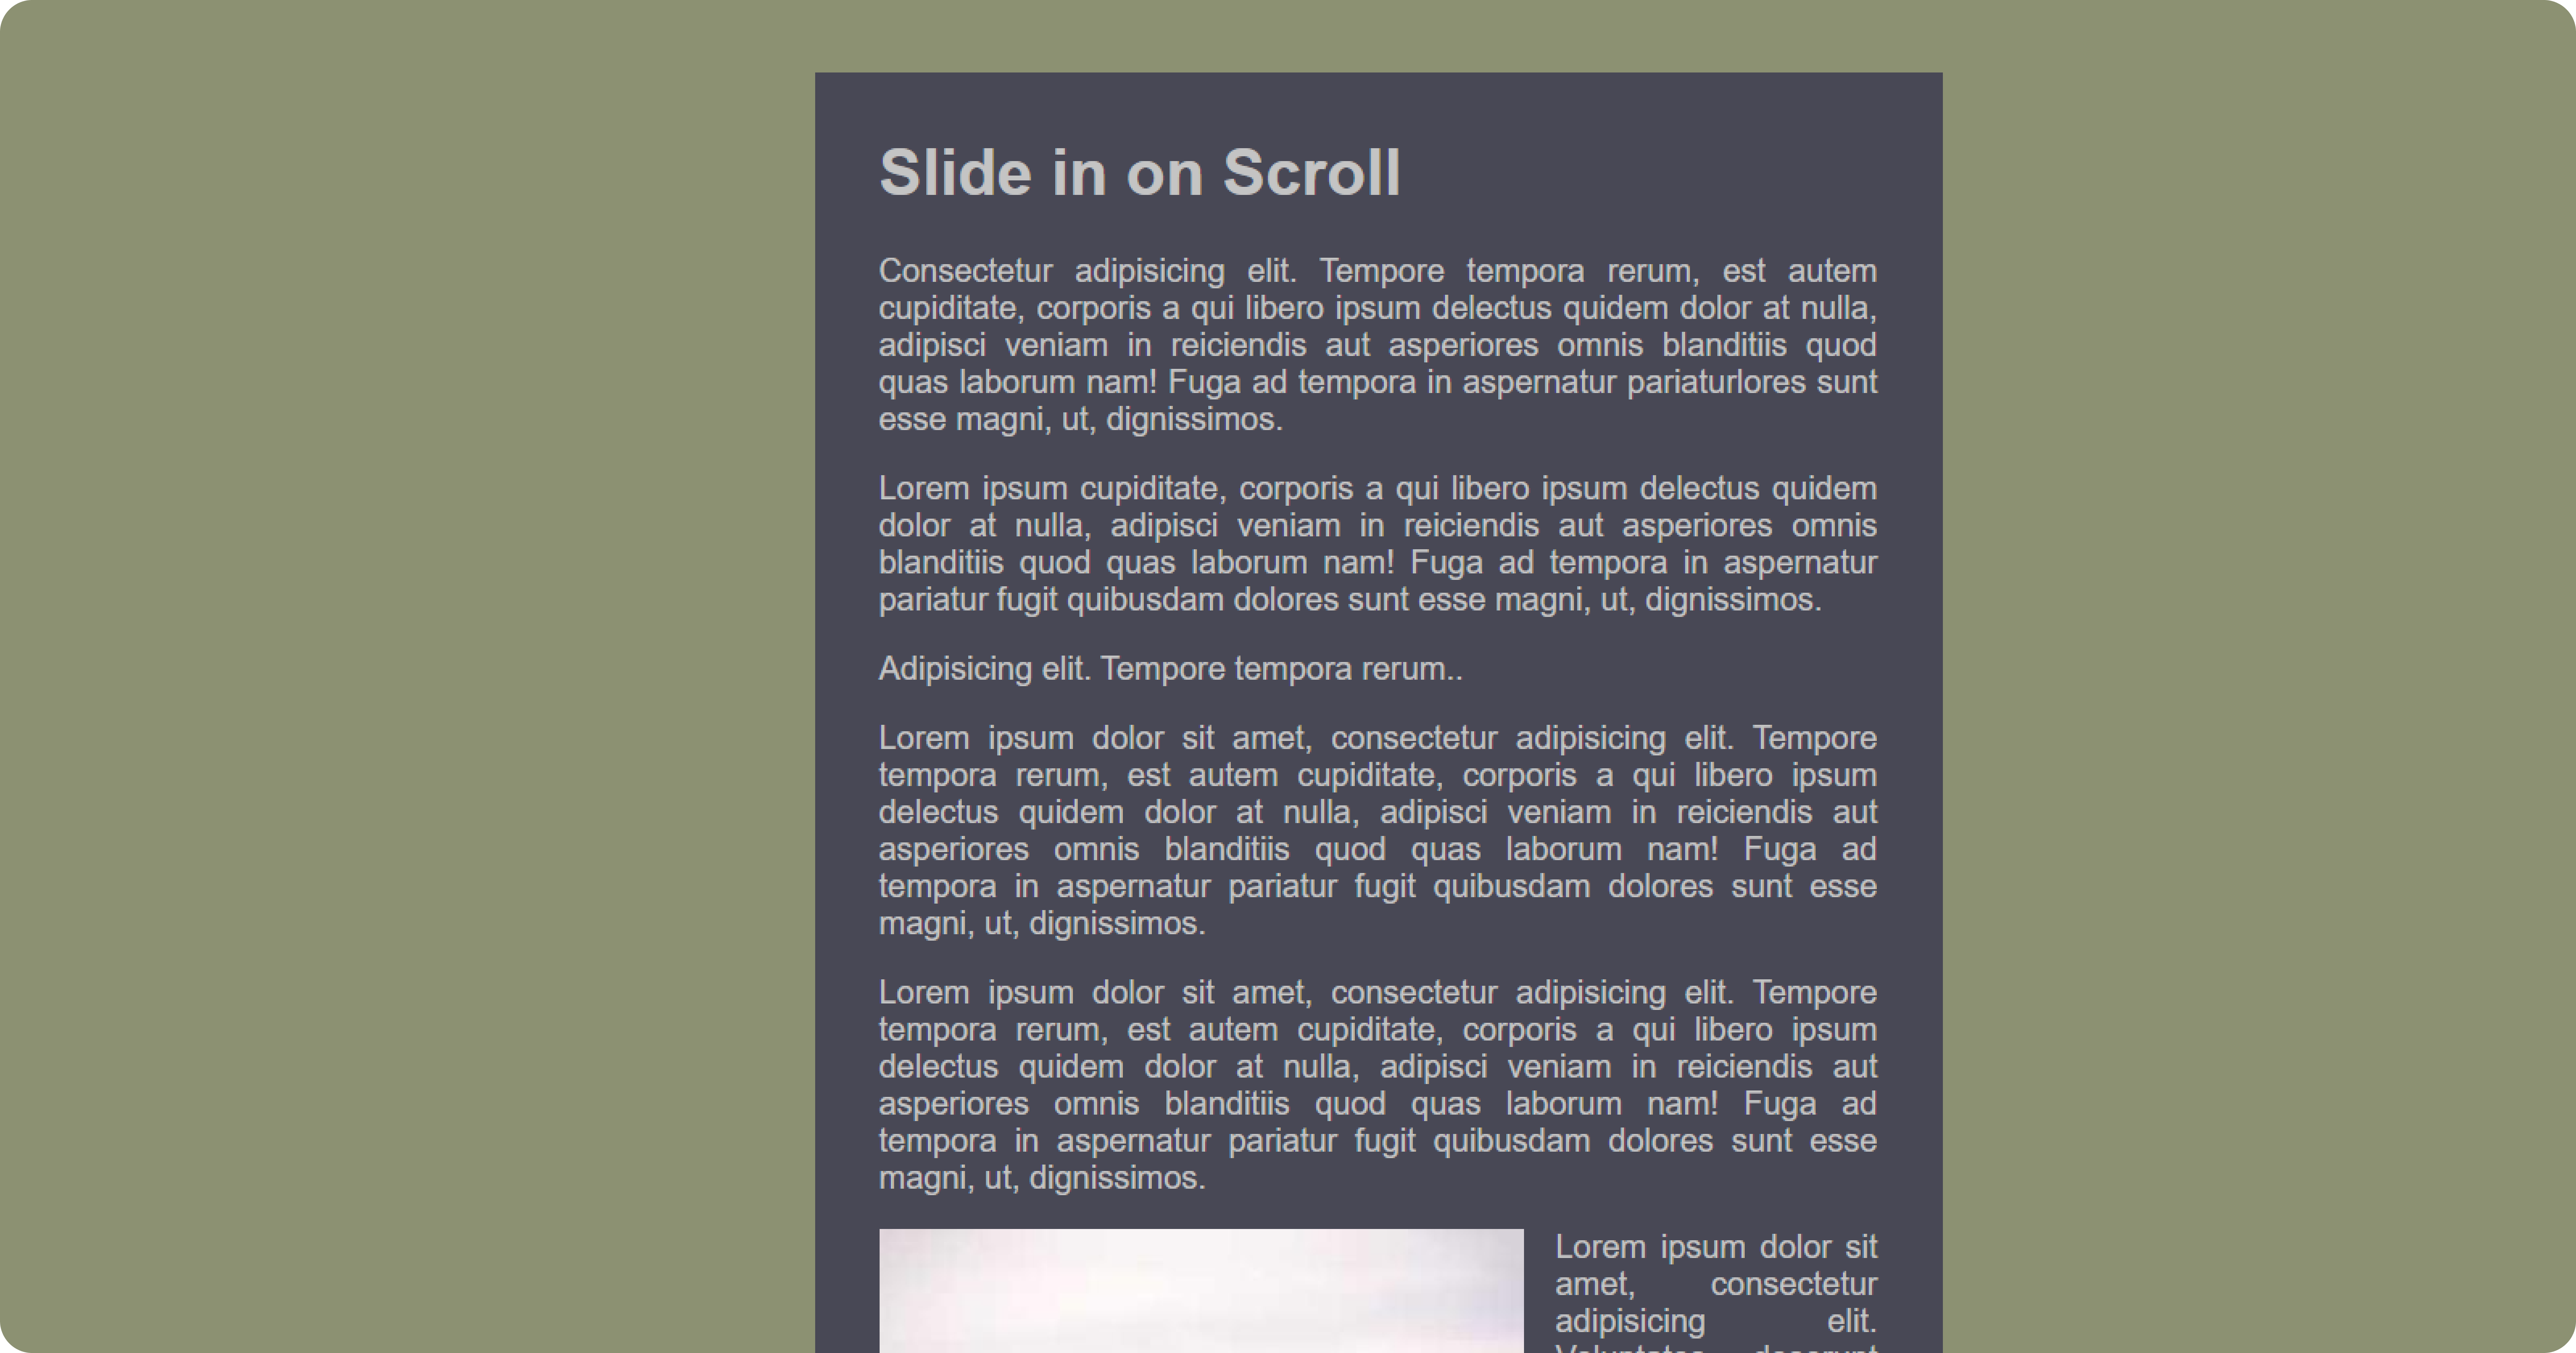 Slide in on Scroll
Consectetur adipisicing elit. Tempore tempora rerum, est autem
cupiditate, corporis a qui libero ipsum delectus quidem dolor at nulla,
adipisci veniam in reiciendis aut asperiores omnis blanditiis quod
quas laborum nam! Fuga ad tempora in aspernatur pariaturlores sunt
esse magni, ut, dignissimos.
Lorem ipsum cupiditate, corporis a qui libero ipsum delectus quidem
dolor at nulla, adipisci veniam in reiciendis aut asperiores omnis
blanditiis quod quas laborum nam! Fuga ad tempora in aspernatur
pariatur fugit quibusdam dolores sunt esse magni, ut, dignissimos.
Adipisicing elit. Tempore tempora rerum..
Lorem ipsum dolor sit amet, consectetur adipisicing elit. Tempore
tempora rerum, est autem cupiditate, corporis a qui libero ipsum
delectus quidem dolor at nulla, adipisci veniam in reiciendis aut
asperiores omnis blanditiis quod quas laborum nam! Fuga ad
tempora in aspernatur pariatur fugit quibusdam dolores sunt esse
magni, ut, dignissimos.
Lorem ipsum dolor sit amet, consectetur adipisicing elit. Tempore
tempora rerum, est autem cupiditate, corporis a qui libero ipsum
delectus quidem dolor at nulla, adipisci veniam in reiciendis aut
asperiores omnis blanditiis quod quas laborum nam! Fuga ad
tempora in aspernatur pariatur fugit quibusdam dolores sunt esse
magni, ut, dignissimos.
Lorem ipsum dolor sit
amet, consectetur
adipisicing elit.